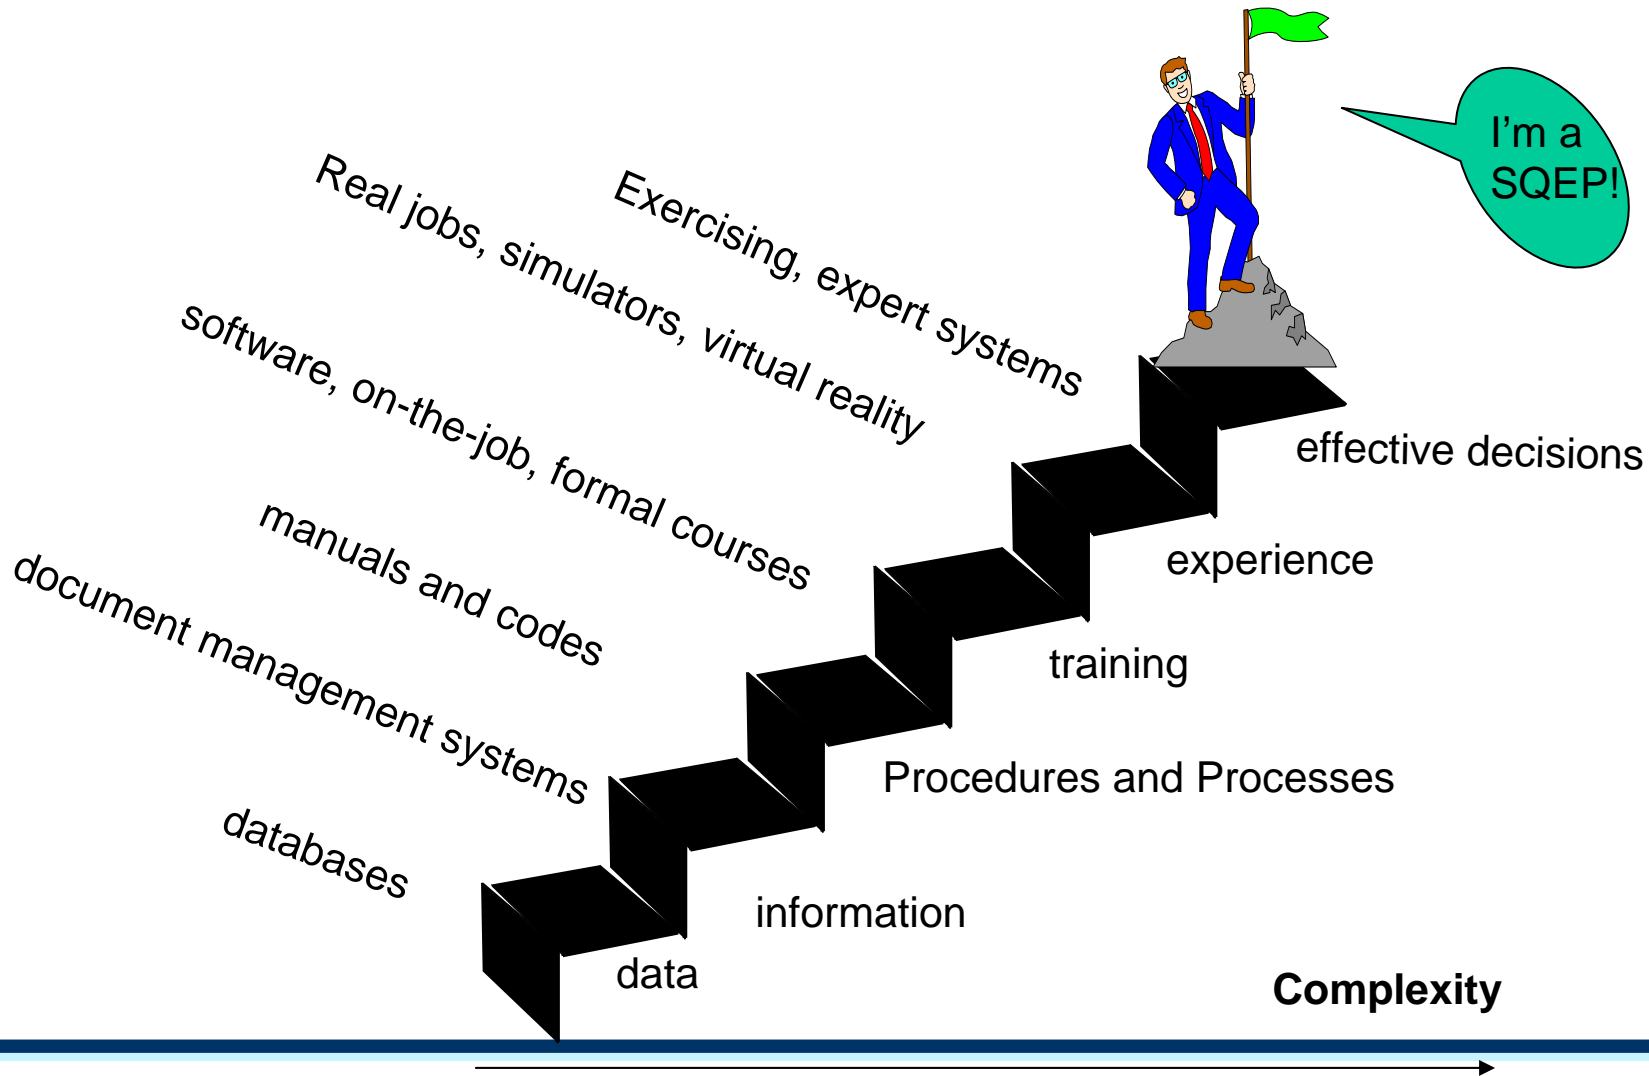 I'm a
SQEP!
Exercising, expert systems
Real jobs, simulators, virtual reality
software, on-the-job, formal courses
manuals and codes
document management systems
databases
effective decisions
experience
training
Procedures and Processes
information
data
Complexity